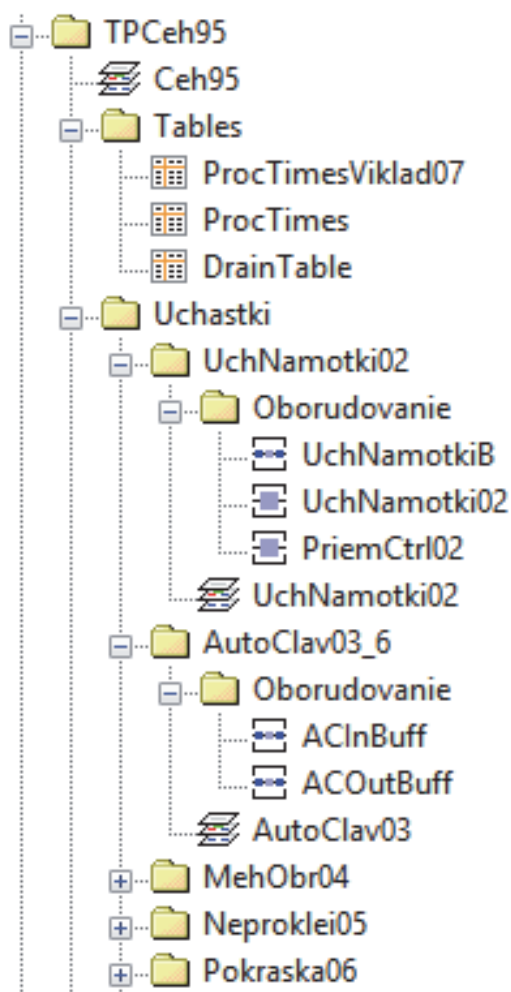 TPCeh95
Ceh95
Tables
ProcTimesViklad07
ProcTimes
DrainTable
Uchastki
UchNamotki02
Oborudovanie
UchNamotkiB
UchNamotki02
PriemCtrl02
UchNamotki02
AutoClav03_6
Oborudovanie
ACInBuff
ACOutBuff
AutoClav03
MehObr04
Neproklei05
Pokraska06